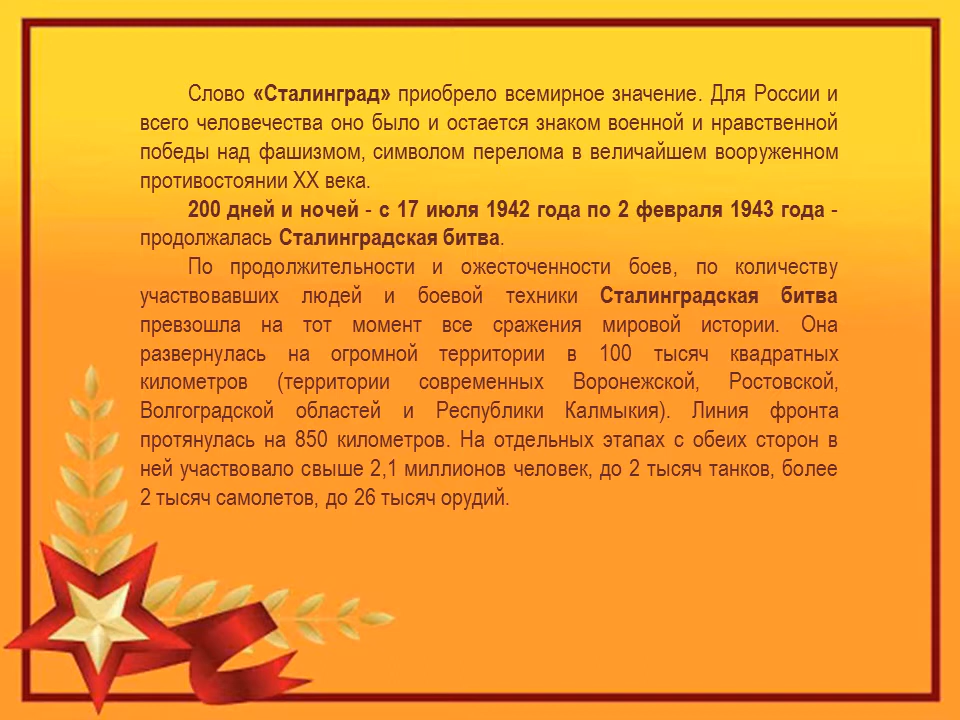 Слово «Сталинград» приобрело всемирное значение. Для России и
всего человечества оно было и остается знаком военной и нравственной
победы над фашизмом, символом перелома в величайшем вооруженном
противостоянии XX века.
200 дней и ночей - с 17 июля 1942 года по 2 февраля 1943 года -
продолжалась Сталинградская битва.
По продолжительности и ожесточенности боев, по количеству
участвовавших людей и боевой техники Сталинградская битва
превзошла на тот момент все сражения мировой истории. Она
развернулась на огромной территории в 100 тысяч квадратных
километров (территории современных Воронежской, Ростовской,
Волгоградской областей и Республики Калмыкия). Линия фронта
протянулась на 850 километров. На отдельных этапах с обеих сторон в
ней участвовало свыше 2,1 миллионов человек, до 2 тысяч танков, более
2 тысяч самолетов, до 26 тысяч орудий.